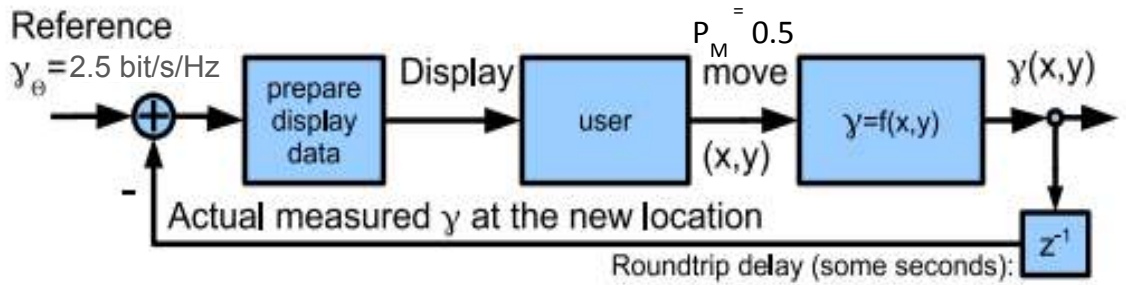 Reference
γΘ = 2.5 bit/s/Hz
+
-
prepare
display
data
Display
user
PM = 0.5
move
(x,y)
γ=f(x,y)
γ(x,y)
Actual measured γ at the new location
z⁻¹
Roundtrip delay (some seconds):